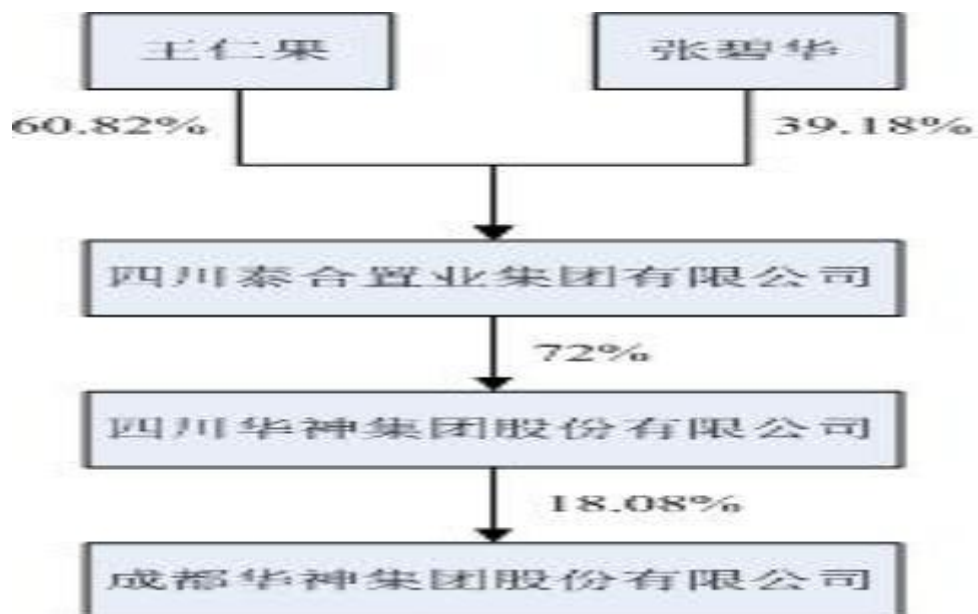 王仁果
张碧华
60.82%
39.18%
四川泰合置业集团有限公司
72%
四川华神集团股份有限公司
18.08%
成都华神集团股份有限公司